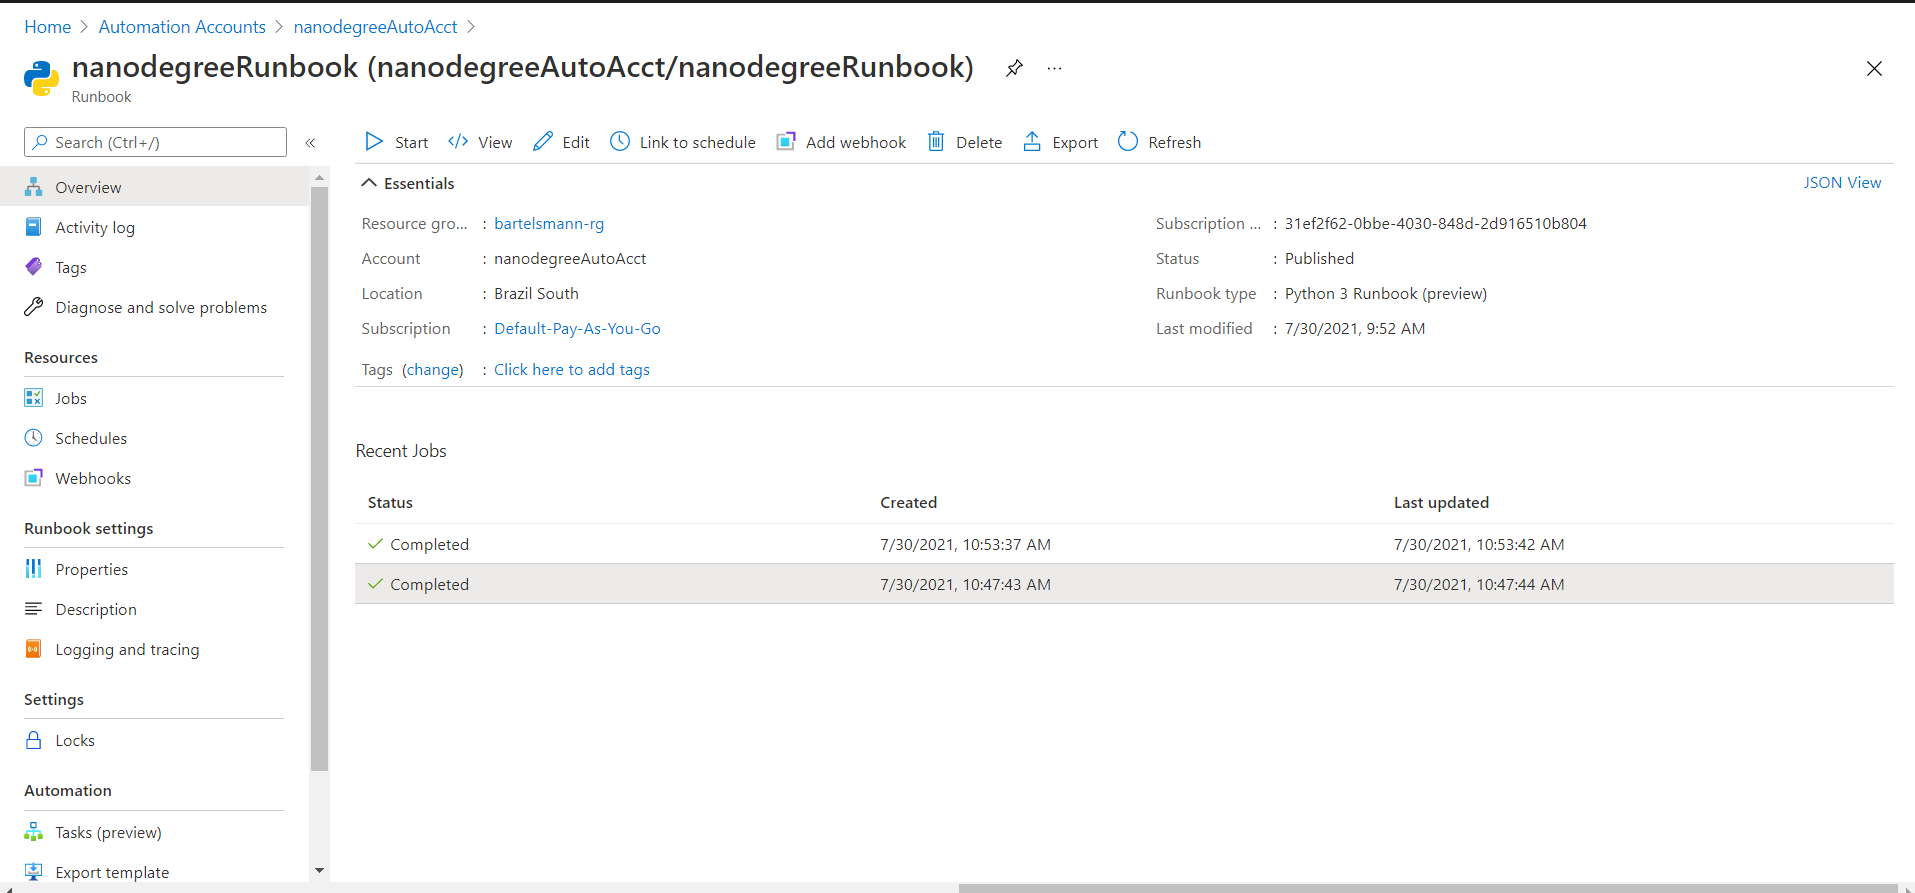 Home > Automation Accounts > nanodegreeAutoAcct >
nanodegreeRunbook (nanodegreeAutoAcct/nanodegreeRunbook) ...
Runbook
Search (Ctrl+/) «
Overview
Activity log
Tags
Diagnose and solve problems
Resources
Jobs
Schedules
Webhooks
Runbook settings
Properties
Description
Logging and tracing
Settings
Locks
Automation
Tasks (preview)
Export template
Start </> View Edit Link to schedule Add webhook Delete Export Refresh
Essentials JSON View
Resource gro... : bartelsmann-rg
Account : nanodegreeAutoAcct
Location : Brazil South
Subscription : Default-Pay-As-You-Go
Subscription ... : 31ef2f62-0bbe-4030-848d-2d916510b804
Status : Published
Runbook type : Python 3 Runbook (preview)
Last modified : 7/30/2021, 9:52 AM
Tags (change) : Click here to add tags
Recent Jobs
Status Created Last updated
Completed 7/30/2021, 10:53:37 AM 7/30/2021, 10:53:42 AM
Completed 7/30/2021, 10:47:43 AM 7/30/2021, 10:47:44 AM